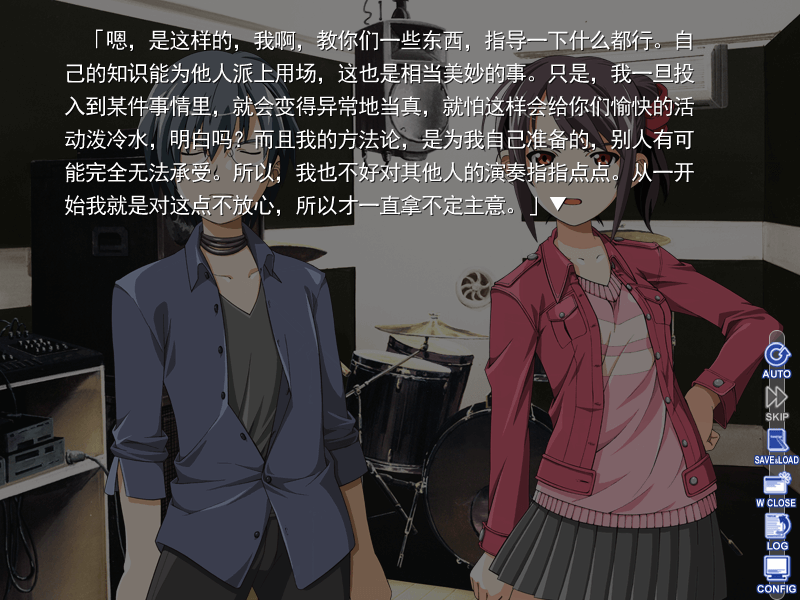 「嗯，是这样的，我啊，教你们一些东西，指导一下什么都行。自
己的知识能为他人派上用场，这也是相当美妙的事。只是，我一旦投
入到某件事情里，就会变得异常地当真，就怕这样会给你们愉快的活
动泼冷水，明白吗？而且我的方法论，是为我自己准备的，别人有可
能完全无法承受。所以，我也不好对其他人的演奏指指点点。从一开
始我就是对这点不放心，所以才一直拿不定主意。」▼
AUTO
SKIP
SAVE&LOAD
W CLOSE
LOG
CONFIG